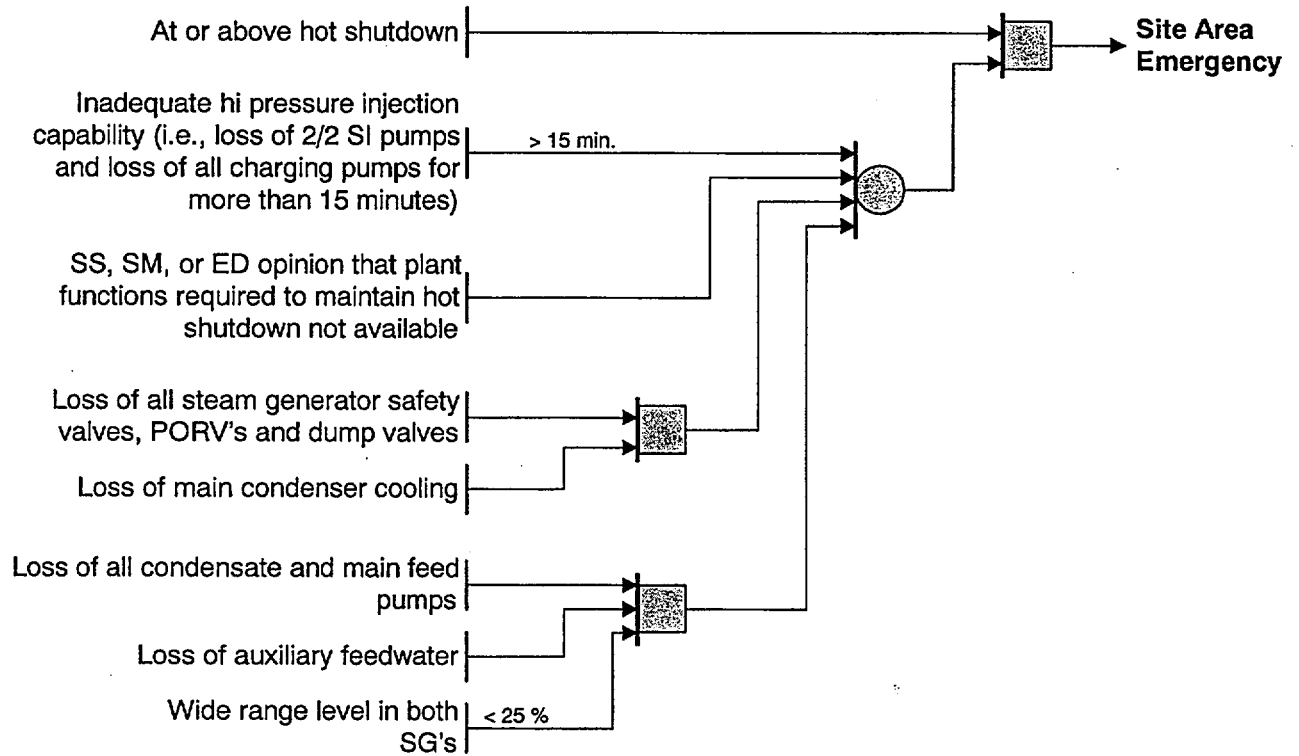 At or above hot shutdown
Site Area
Emergency
Inadequate hi pressure injection
capability (i.e., loss of 2/2 SI pumps
and loss of all charging pumps for
more than 15 minutes)
> 15 min.
SS, SM, or ED opinion that plant
functions required to maintain hot
shutdown not available
Loss of all steam generator safety
valves, PORV's and dump valves
Loss of main condenser cooling
Loss of all condensate and main feed
pumps
Loss of auxiliary feedwater
Wide range level in both
SG's
< 25 %